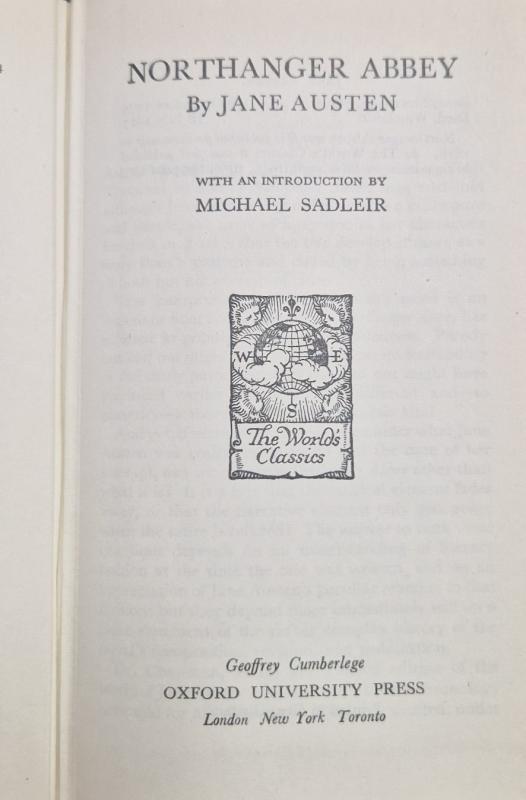 NORTHANGER ABBEY
By JANE AUSTEN
WITH AN INTRODUCTION BY
MICHAEL SADLEIR
W E
S
The World's
Classics
Geoffrey Cumberlege
OXFORD UNIVERSITY PRESS
London New York Toronto